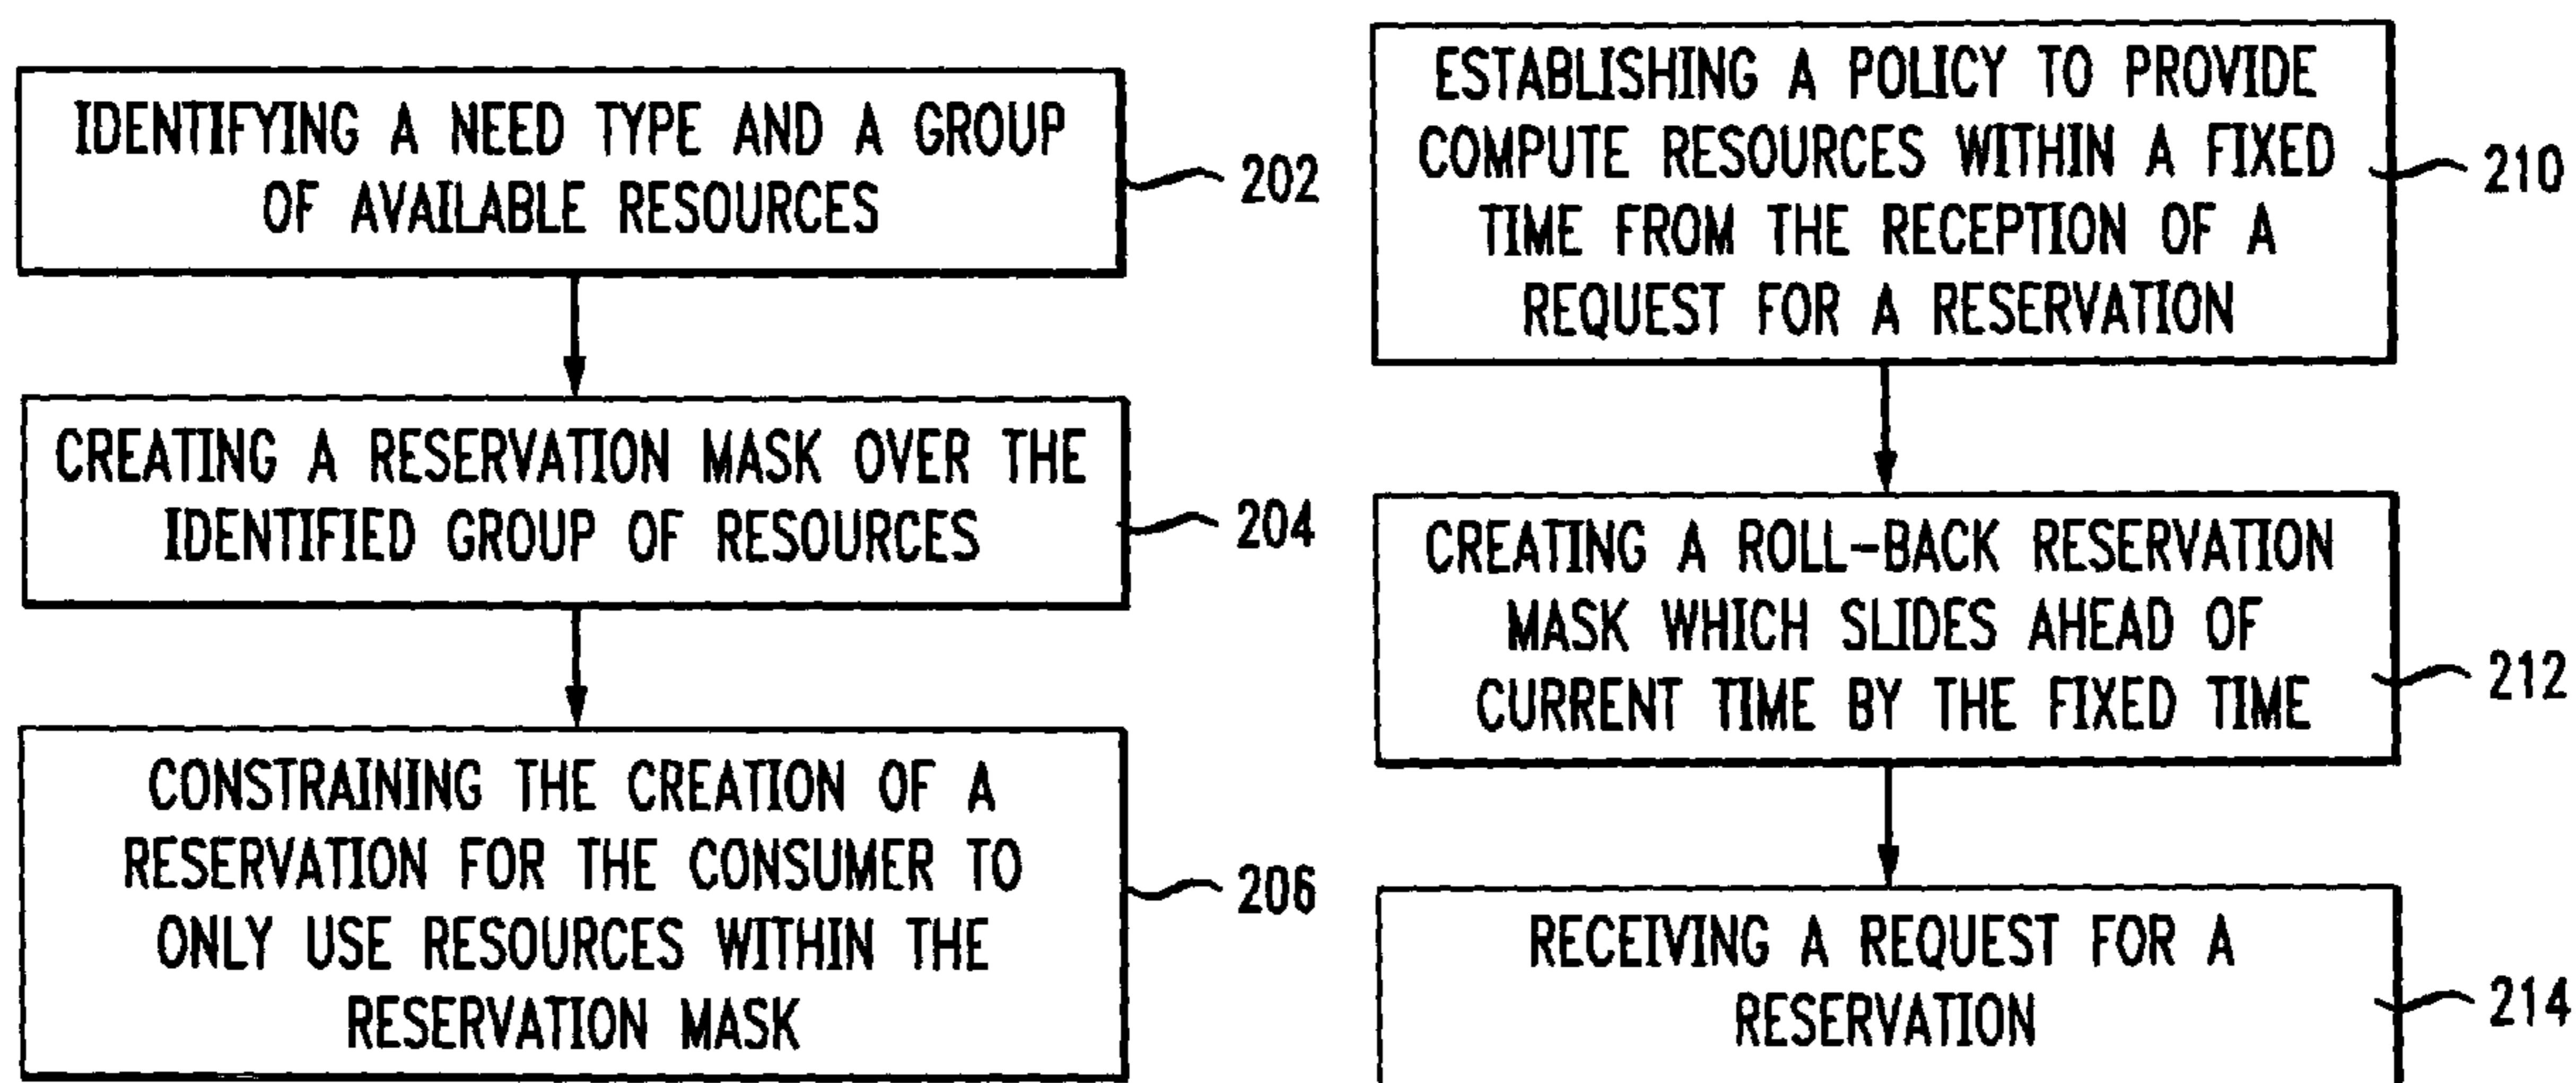 IDENTIFYING A NEED TYPE AND A GROUP
OF AVAILABLE RESOURCES
202
CREATING A RESERVATION MASK OVER THE
IDENTIFIED GROUP OF RESOURCES
204
CONSTRAINING THE CREATION OF A
RESERVATION FOR THE CONSUMER TO
ONLY USE RESOURCES WITHIN THE
RESERVATION MASK
206
ESTABLISHING A POLICY TO PROVIDE
COMPUTE RESOURCES WITHIN A FIXED
TIME FROM THE RECEPTION OF A
REQUEST FOR A RESERVATION
210
CREATING A ROLL-BACK RESERVATION
MASK WHICH SLIDES AHEAD OF
CURRENT TIME BY THE FIXED TIME
212
RECEIVING A REQUEST FOR A
RESERVATION
214